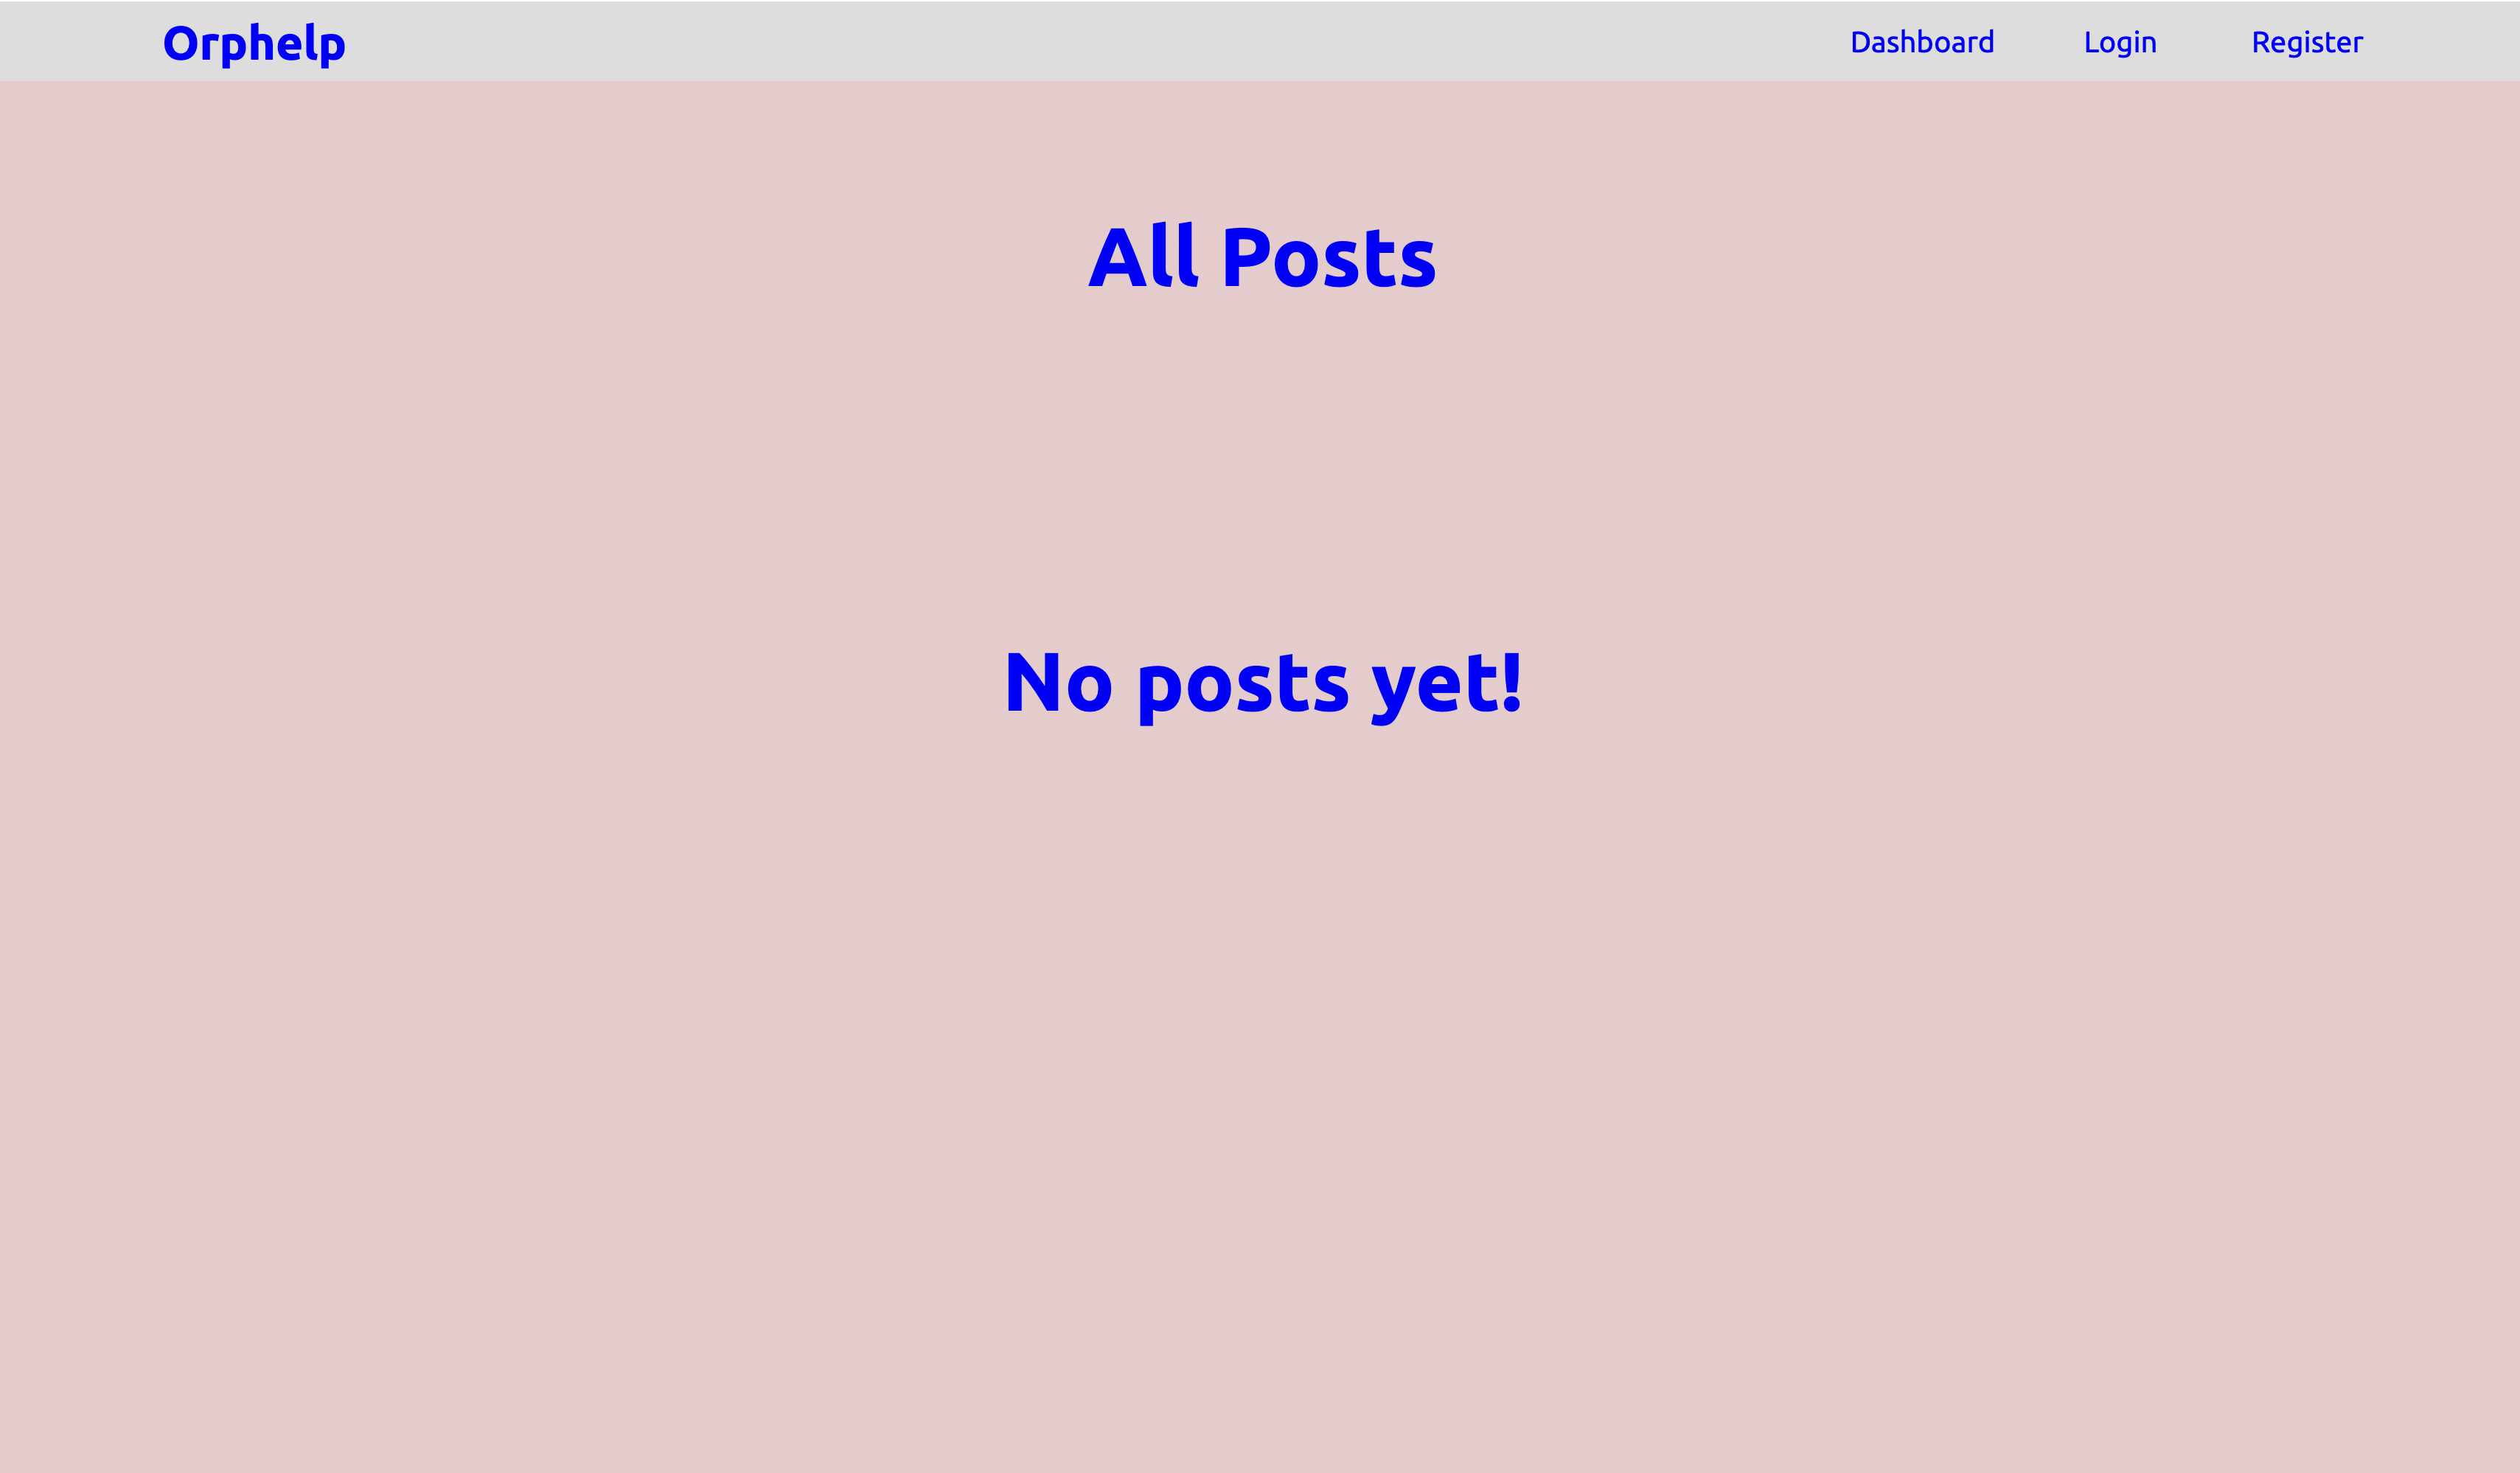 Orphelp
Dashboard Login Register
All Posts
No posts yet!